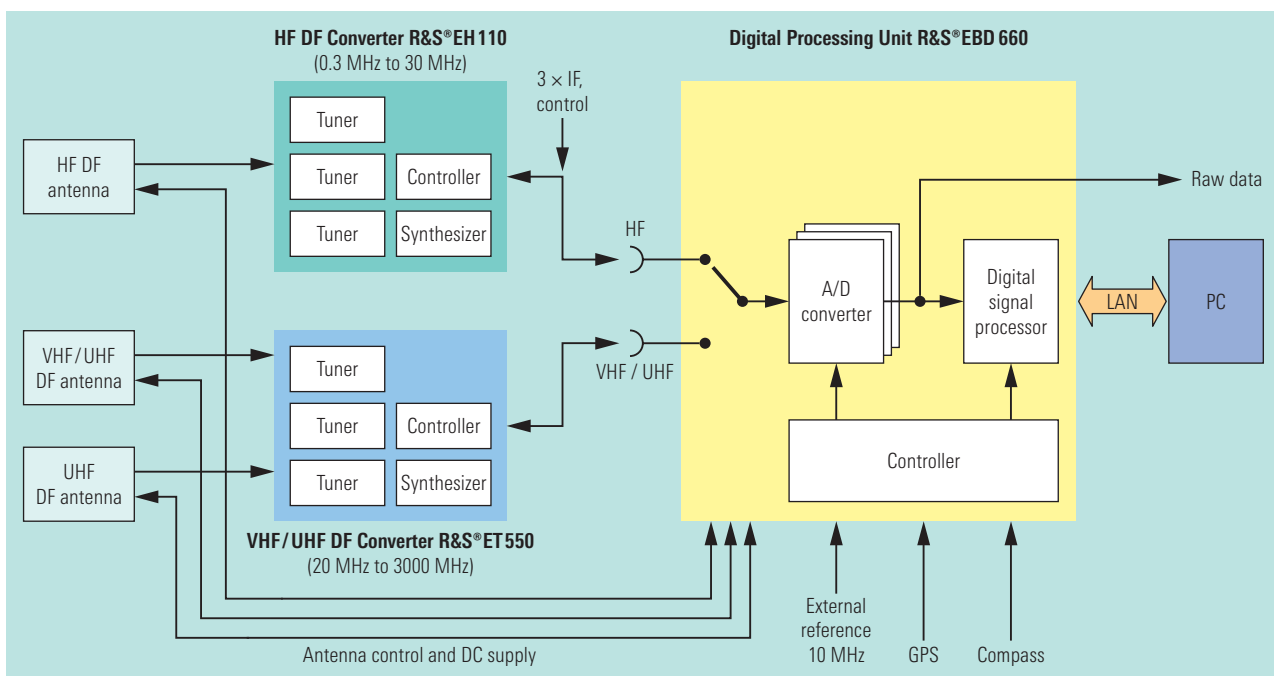 HF DF Converter R&S®EH110
(0.3 MHz to 30 MHz)
Digital Processing Unit R&S®EBD 660
3 × IF,
control
HF DF
antenna
Tuner
Tuner
Controller
Tuner
Synthesizer
HF
Raw data
A/D
converter
Digital
signal
processor
LAN
PC
VHF/UHF
DF antenna
UHF
DF antenna
Tuner
Tuner
Controller
Tuner
Synthesizer
VHF / UHF
Controller
VHF/UHF DF Converter R&S®ET550
(20 MHz to 3000 MHz)
Antenna control and DC supply
External
reference
10 MHz
GPS
Compass